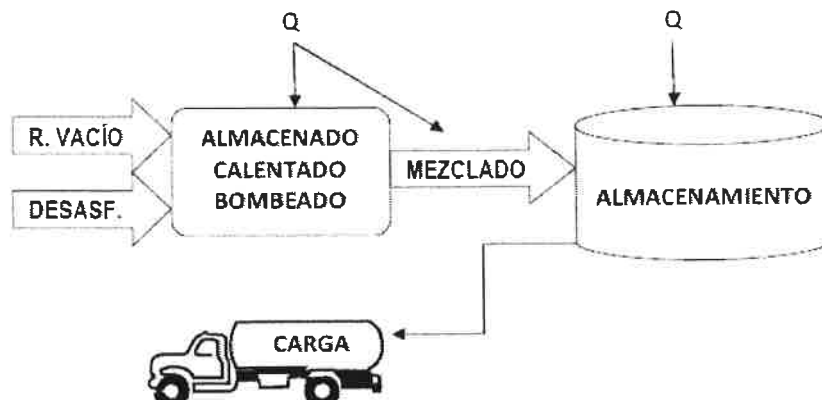 Q
Q
R. VACÍO
DESASF.
ALMACENADO
CALENTADO
BOMBEADO
MEZCLADO
ALMACENAMIENTO
CARGA